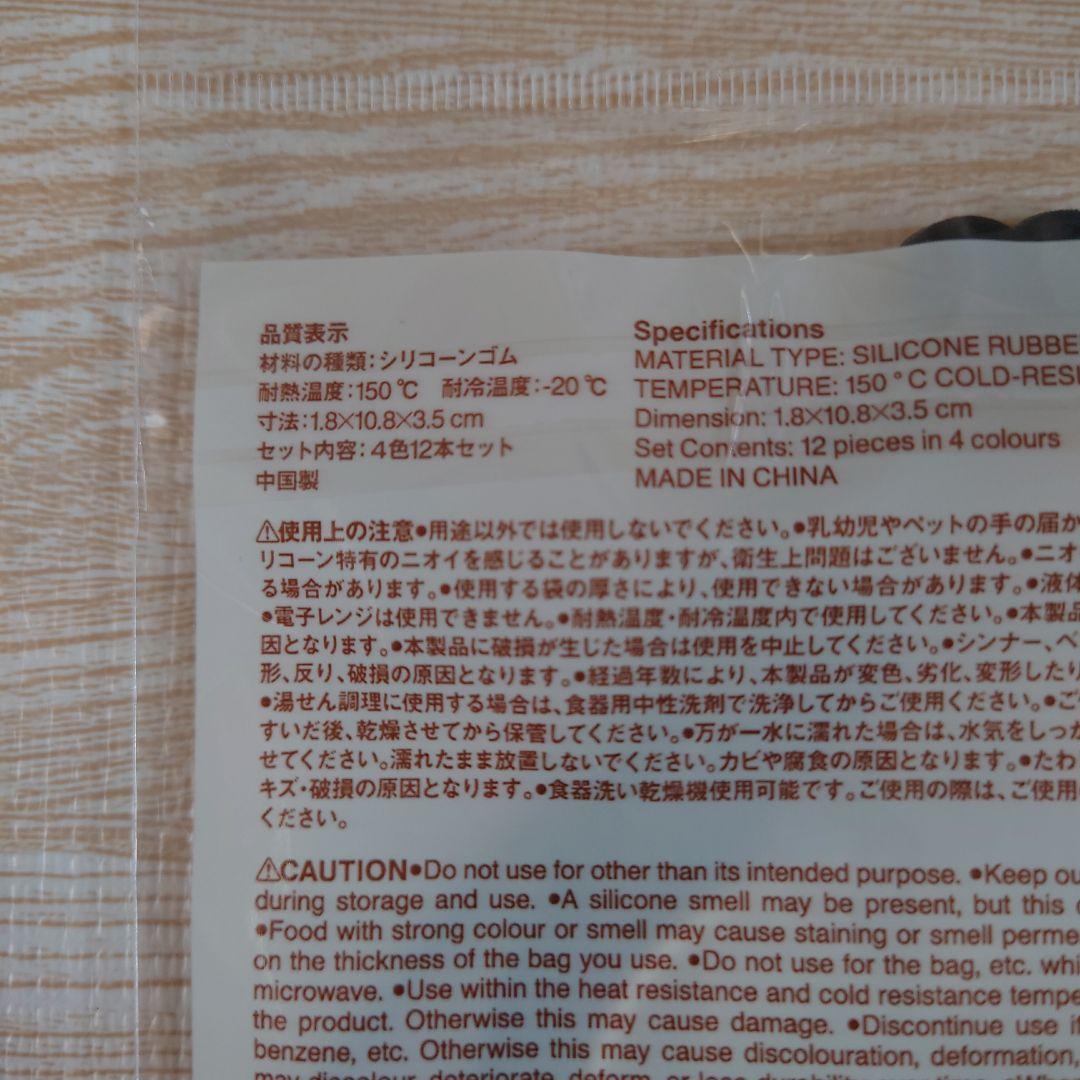 品質表示
材料の種類:シリコーンゴム
耐熱温度:150℃ 耐冷温度:-20℃
寸法:1.8×10.8×3.5 cm
セット内容:4色12本セット
中国製
Specifications
MATERIAL TYPE: SILICONE RUBBE
TEMPERATURE: 150 °C COLD-RESI
Dimension: 1.8×10.8×3.5 cm
Set Contents: 12 pieces in 4 colours
MADE IN CHINA
⚠使用上の注意●用途以外では使用しないでください。●乳幼児やペットの手の届か
リコーン特有のニオイを感じることがありますが、衛生上問題はございません。●ニオ
る場合があります。●使用する袋の厚さにより、使用できない場合があります。●液体
●電子レンジは使用できません。●耐熱温度・耐冷温度内で使用してください。●本製品
因となります。●本製品に破損が生じた場合は使用を中止してください。●シンナー、ベ
形、反り、破損の原因となります。●経過年数により、本製品が変色、劣化、変形したり
●湯せん調理に使用する場合は、食器用中性洗剤で洗浄してからご使用ください。●ご
すいだ後、乾燥させてから保管してください。●万が一水に濡れた場合は、水気をしっか
せてください。濡れたまま放置しないでください。カビや腐食の原因となります。●たわ
キズ・破損の原因となります。●食器洗い乾燥機使用可能です。ご使用の際は、ご使用
ください。
⚠CAUTION●Do not use for other than its intended purpose. ●Keep ou
during storage and use. ●A silicone smell may be present, but this
●Food with strong colour or smell may cause staining or smell perme
on the thickness of the bag you use. ●Do not use for the bag, etc. whi
microwave. ●Use within the heat resistance and cold resistance tempe
the product. Otherwise this may cause damage. ●Discontinue use if
benzene, etc. Otherwise this may cause discolouration, deformation,
may discolour, deteriorate, deform, or lose durability